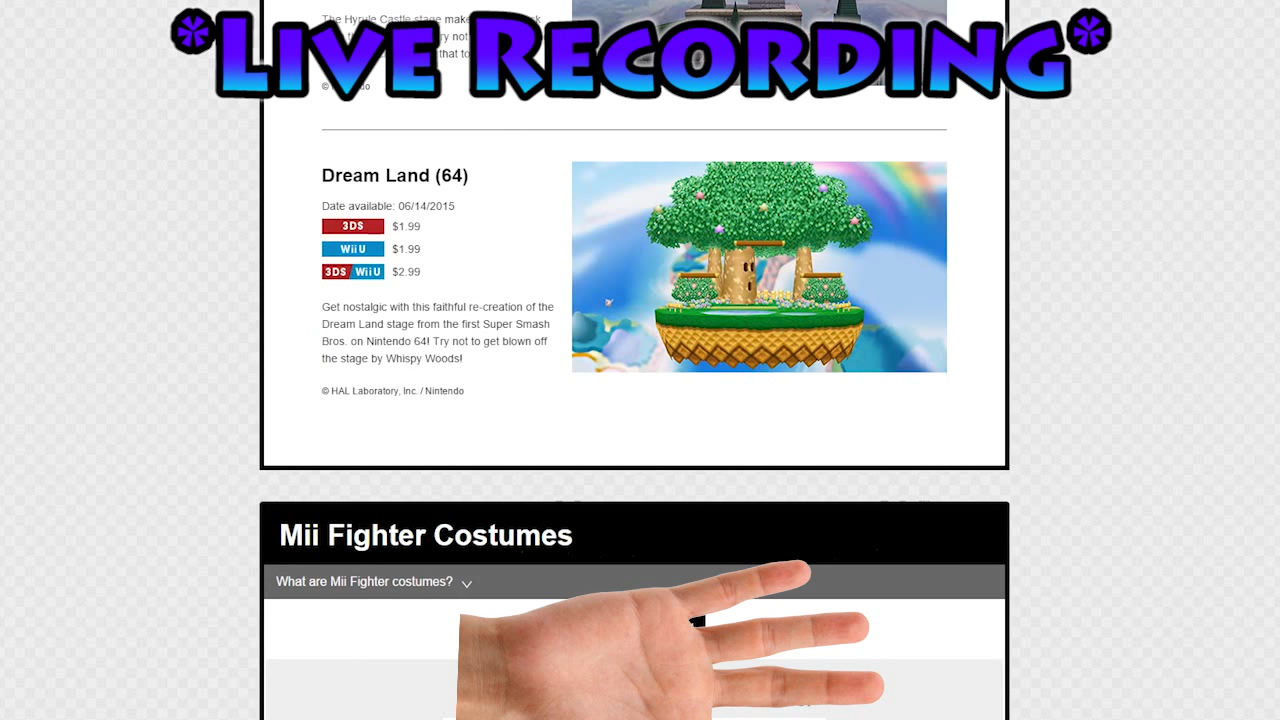 *Live Recording*
The Hyrule Castle stage make
that to
Dream Land (64)
Date available: 06/14/2015
3DS $1.99
Wii U $1.99
3DS Wii U $2.99
Get nostalgic with this faithful re-creation of the
Dream Land stage from the first Super Smash
Bros. on Nintendo 64! Try not to get blown off
the stage by Whispy Woods!
© HAL Laboratory, Inc. / Nintendo
Mii Fighter Costumes
What are Mii Fighter costumes?